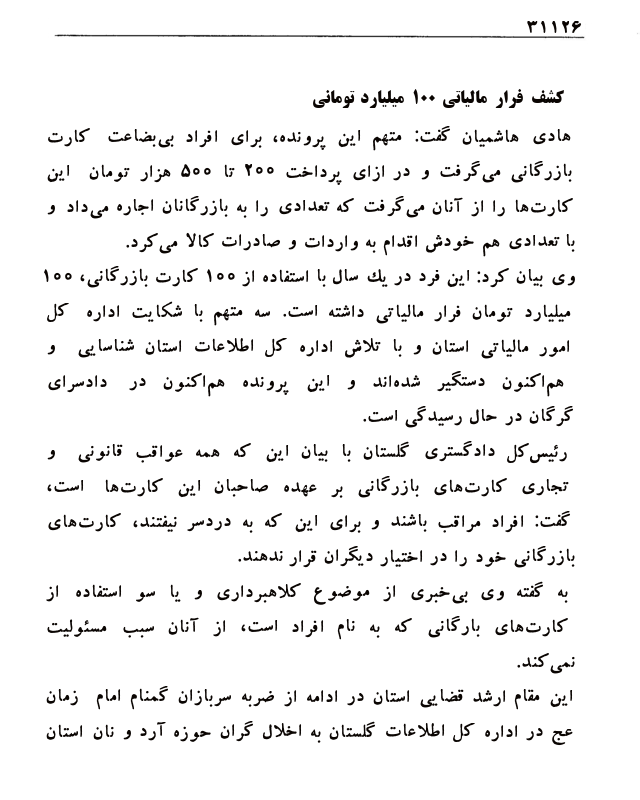 ۳۱۱۲۶
کشف فرار مالیاتی ۱۰۰ میلیارد تومانی
هادی هاشمیان گفت: متهم این پرونده، برای افراد بی‌بضاعت کارت
بازرگانی می‌گرفت و در ازای پرداخت ۲۰۰ تا ۵۰۰ هزار تومان این
کارت‌ها را از آنان می‌گرفت که تعدادی را به بازرگانان اجاره می‌داد و
با تعدادی هم خودش اقدام به واردات و صادرات کالا می‌کرد.
وی بیان کرد: این فرد در یك سال با استفاده از ۱۰۰ کارت بازرگانی، ۱۰۰
میلیارد تومان فرار مالیاتی داشته است. سه متهم با شکایت اداره کل
امور مالیاتی استان و با تلاش اداره کل اطلاعات استان شناسایی و
هم‌اکنون دستگیر شده‌اند و این پرونده هم‌اکنون در دادسرای
گرگان در حال رسیدگی است.
رئیس‌کل دادگستری گلستان با بیان این که همه عواقب قانونی و
تجاری کارت‌های بازرگانی بر عهده صاحبان این کارت‌ها است،
گفت: افراد مراقب باشند و برای این که به دردسر نیفتند، کارت‌های
بازرگانی خود را در اختیار دیگران قرار ندهند.
به گفته وی بی‌خبری از موضوع کلاهبرداری و یا سو استفاده از
کارت‌های بارگانی که به نام افراد است، از آنان سبب مسئولیت
نمی‌کند.
این مقام ارشد قضایی استان در ادامه از ضربه سربازان گمنام امام زمان
عج در اداره کل اطلاعات گلستان به اخلال گران حوزه آرد و نان استان